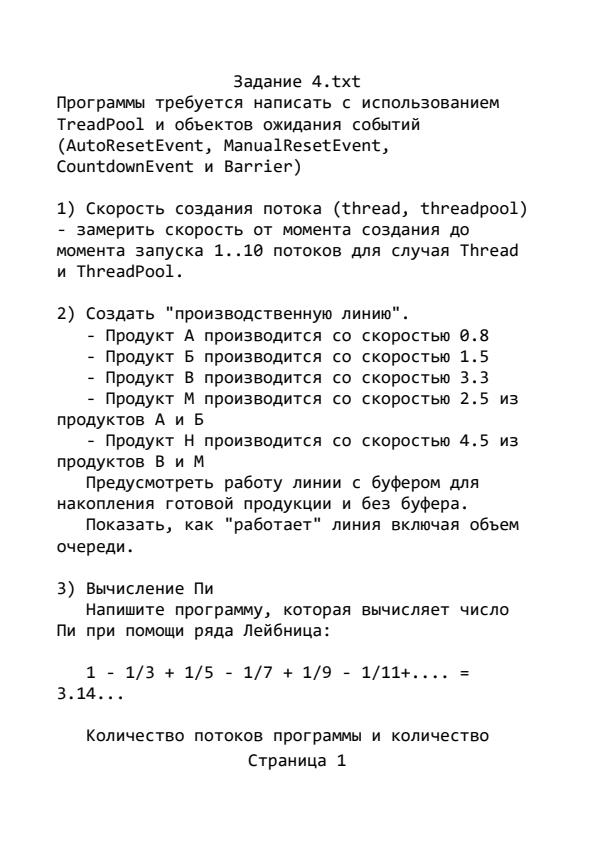 Задание 4.txt
Программы требуется написать с использованием
TreadPool и объектов ожидания событий
(AutoResetEvent, ManualResetEvent,
CountdownEvent и Barrier)
1) Скорость создания потока (thread, threadpool)
- замерить скорость от момента создания до
момента запуска 1..10 потоков для случая Thread
и ThreadPool.
2) Создать "производственную линию".
- Продукт А производится со скоростью 0.8
- Продукт Б производится со скоростью 1.5
- Продукт В производится со скоростью 3.3
- Продукт М производится со скоростью 2.5 из
продуктов А и Б
- Продукт Н производится со скоростью 4.5 из
продуктов В и М
Предусмотреть работу линии с буфером для
накопления готовой продукции и без буфера.
Показать, как "работает" линия включая объем
очереди.
3) Вычисление Пи
Напишите программу, которая вычисляет число
Пи при помощи ряда Лейбница:
1 - 1/3 + 1/5 - 1/7 + 1/9 - 1/11+.... =
3.14...
Количество потоков программы и количество
Страница 1